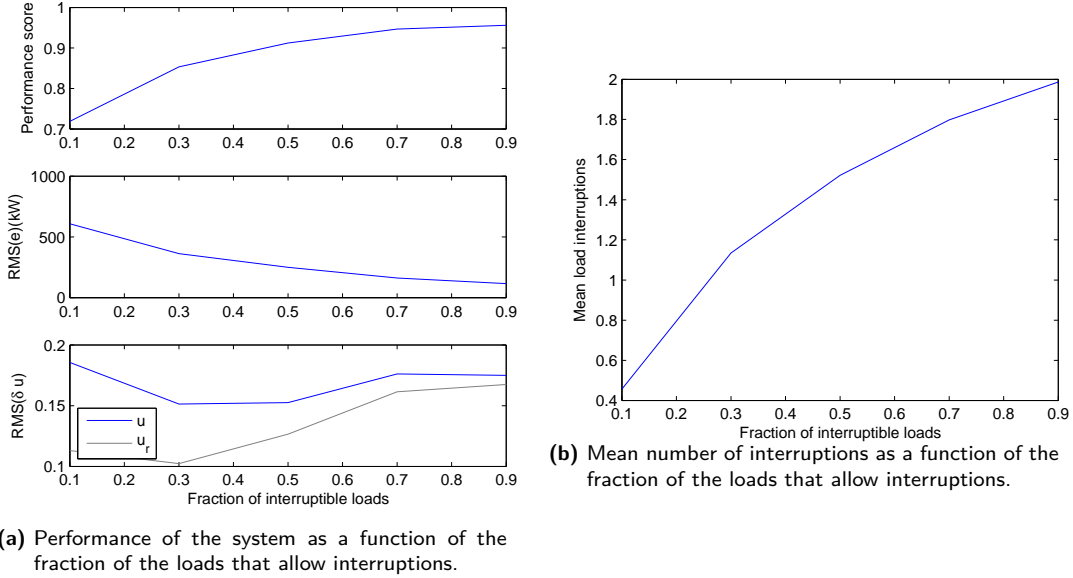 1
0.9
0.8
0.7
Performance score
0.1 0.2 0.3 0.4 0.5 0.6 0.7 0.8 0.9
1000
500
0
RMS(e)(kW)
0.1 0.2 0.3 0.4 0.5 0.6 0.7 0.8 0.9
0.2
0.15
0.1
RMS(δ u)
u
u_r
0.1 0.2 0.3 0.4 0.5 0.6 0.7 0.8 0.9
Fraction of interruptible loads
(a) Performance of the system as a function of the
fraction of the loads that allow interruptions.
2
1.8
1.6
1.4
1.2
1
0.8
0.6
0.4
Mean load interruptions
0.1 0.2 0.3 0.4 0.5 0.6 0.7 0.8 0.9
Fraction of interruptible loads
(b) Mean number of interruptions as a function of the
fraction of the loads that allow interruptions.